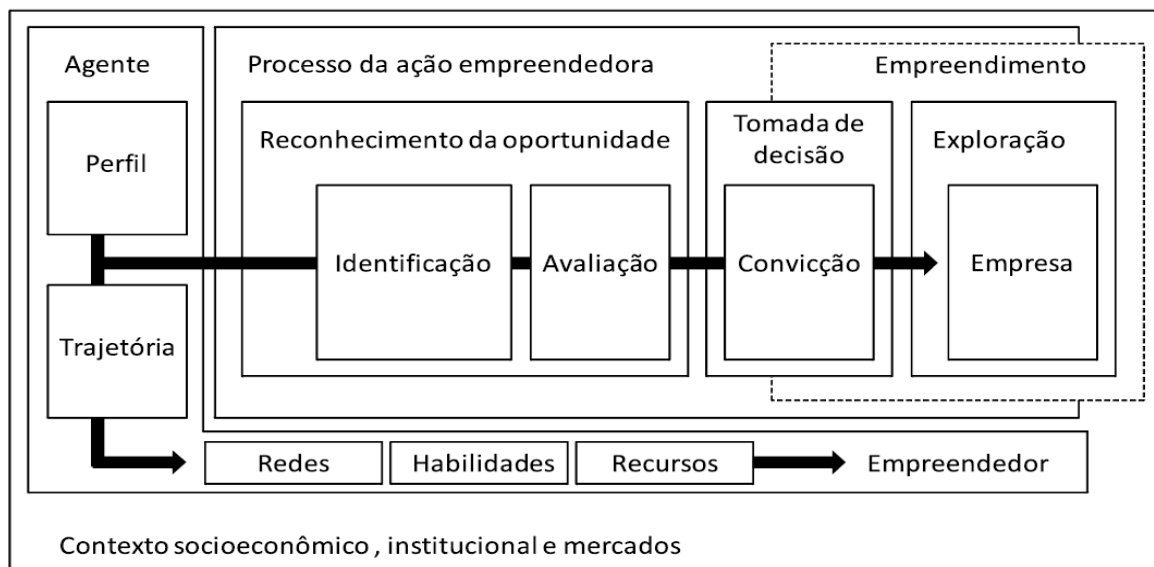 Agente
Processo da ação empreendedora
Empreendimento
Perfil
Reconhecimento da oportunidade
Tomada de
decisão
Exploração
Identificação
Avaliação
Convicção
Empresa
Trajetória
Redes
Habilidades
Recursos
Empreendedor
Contexto socioeconômico , institucional e mercados